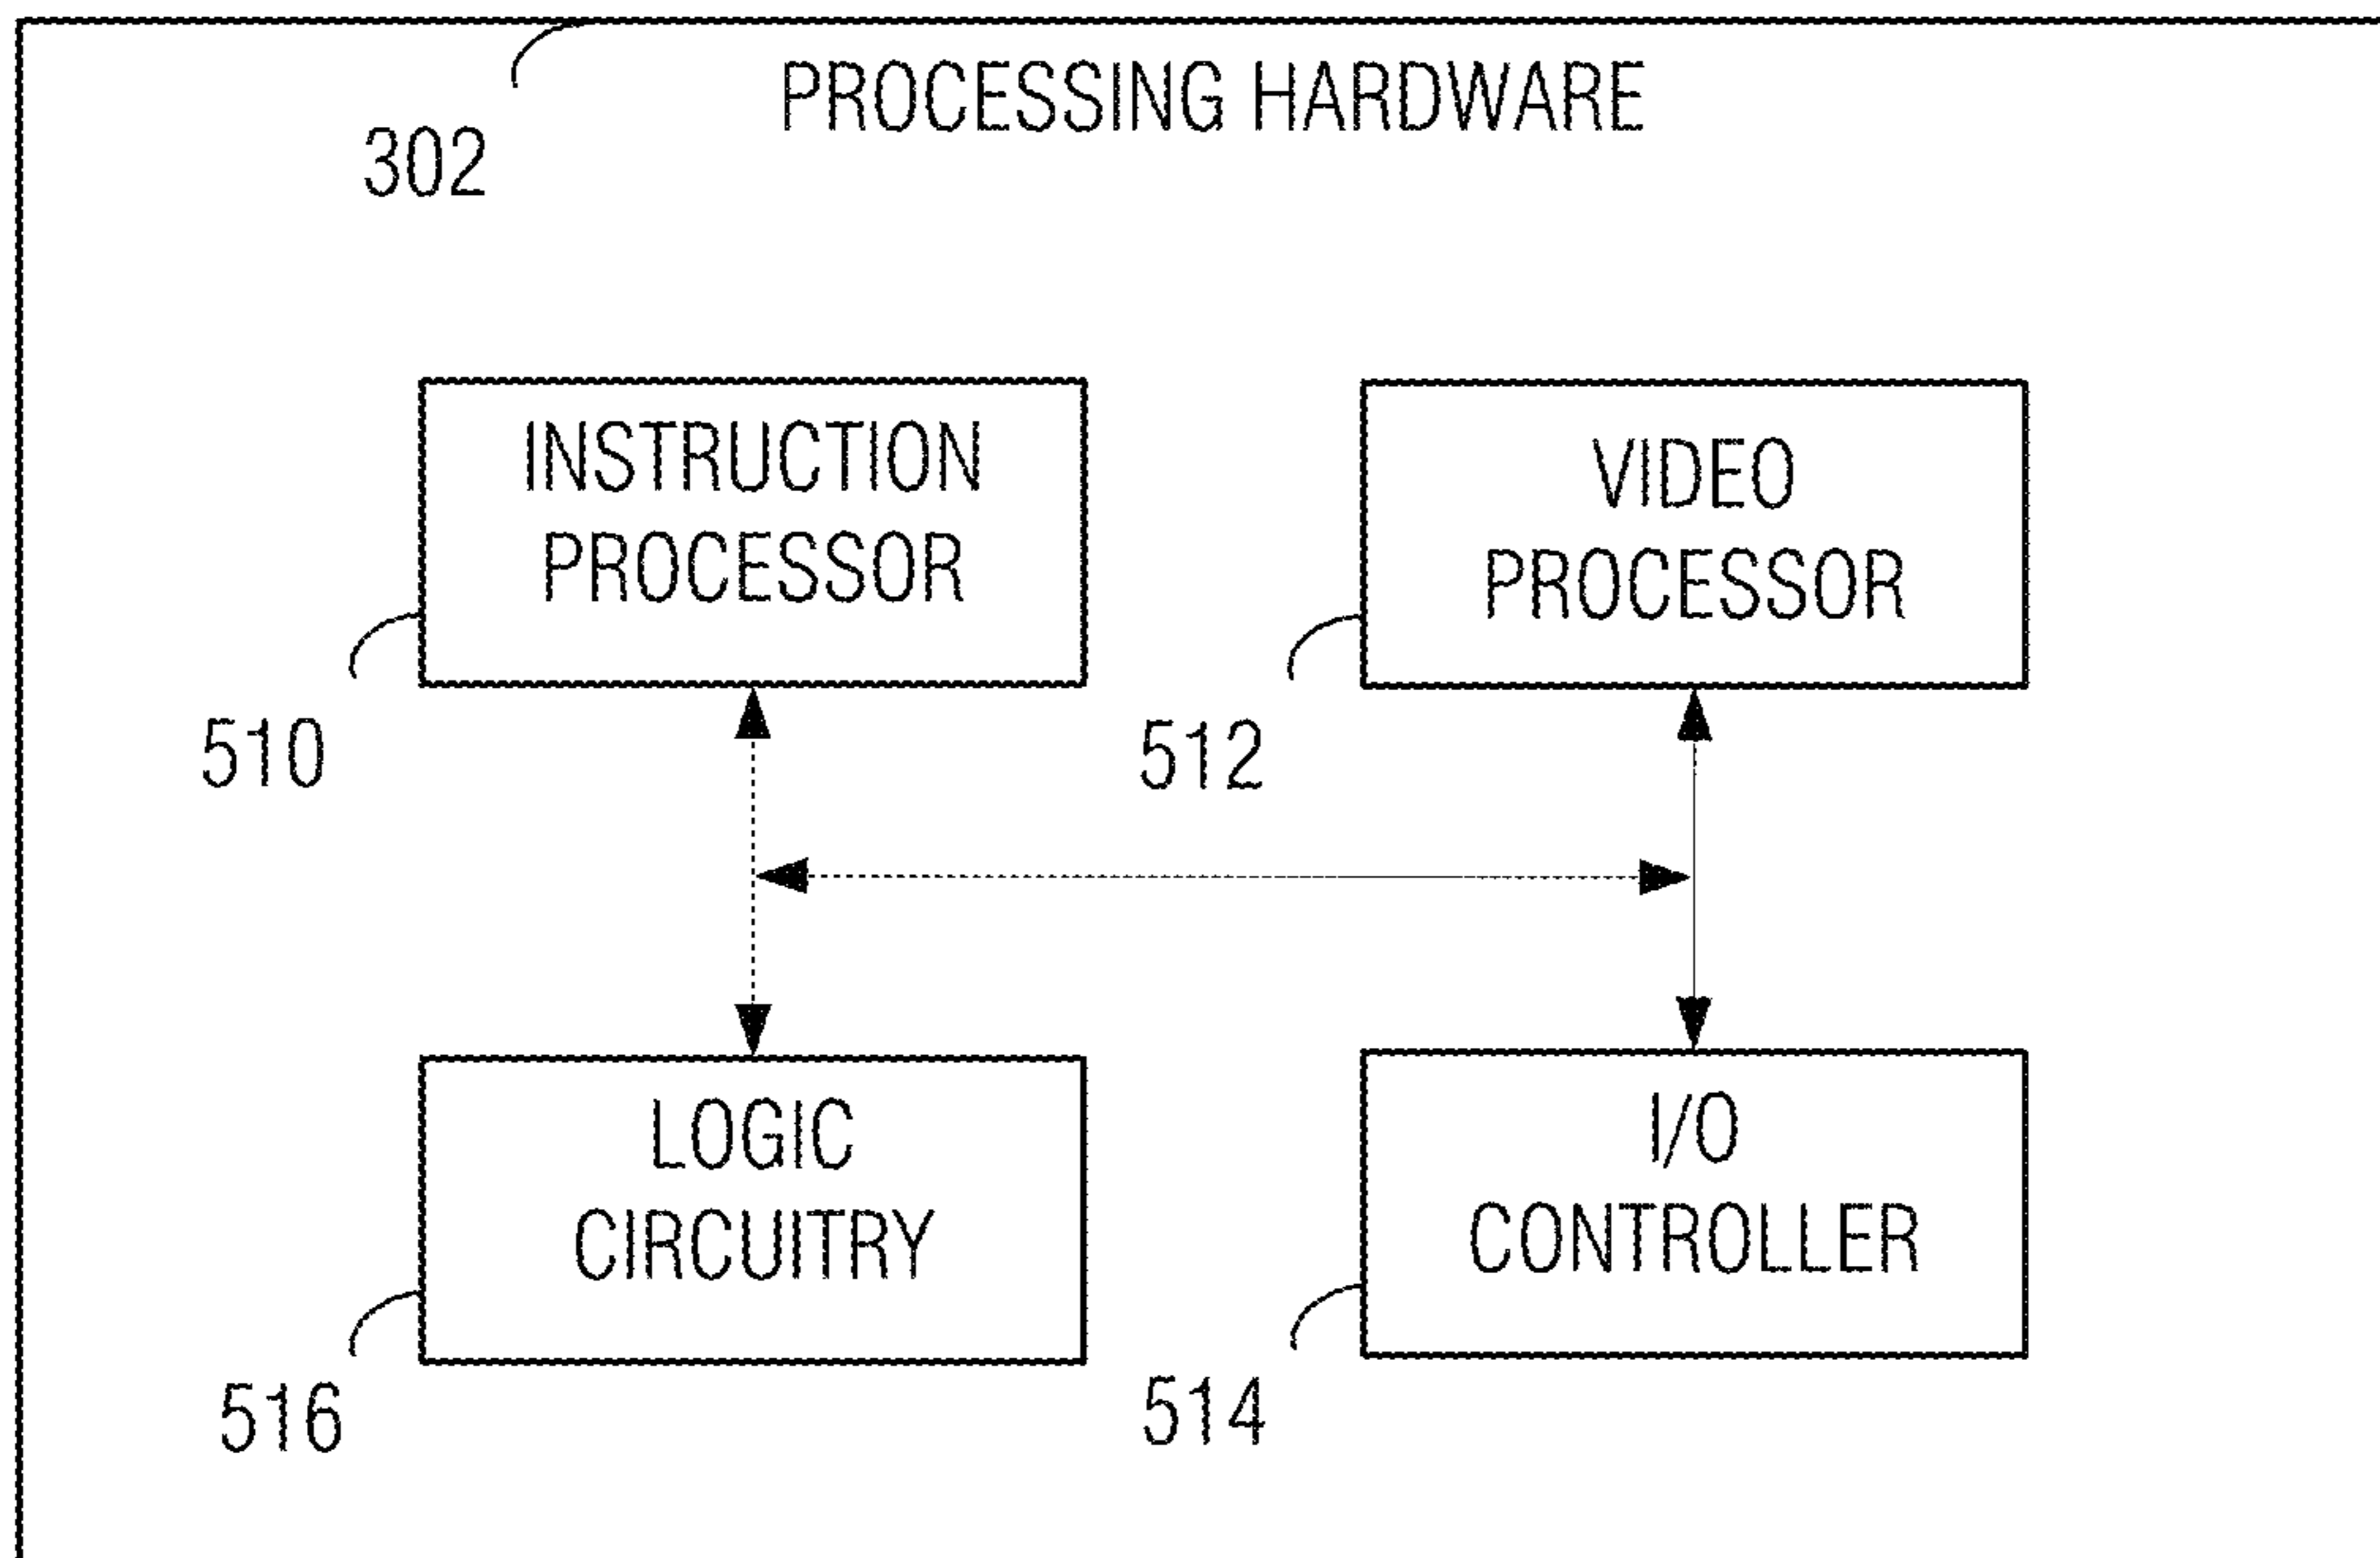 PROCESSING HARDWARE
302
INSTRUCTION
PROCESSOR
510
VIDEO
PROCESSOR
512
LOGIC
CIRCUITRY
516
I/O
CONTROLLER
514